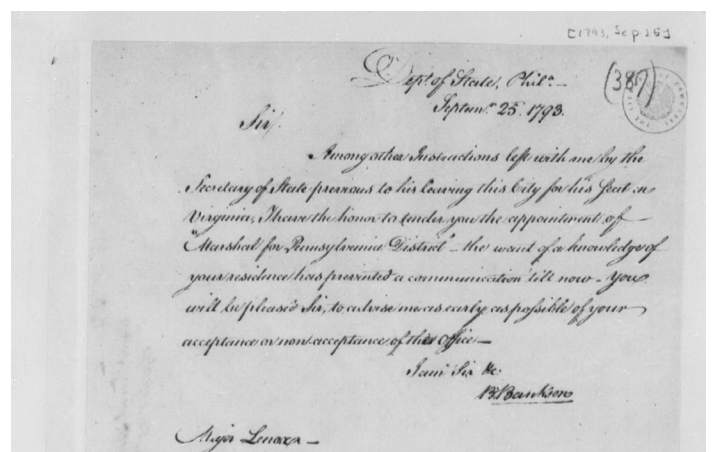 [1793, Sep 25]
(387)
Dept. of State, Phila.
Septem. 25. 1793.
Sir,
Among other Instructions left with me by the
Secretary of State previous to his leaving this City for his Seat in
Virginia, I have the honor to tender you the appointment of
"Marshal for Pennsylvania District" - the want of a knowledge of
your residence has prevented a communication till now - You
will be pleased Sir, to advise me as early as possible of your
acceptance or non acceptance of the Office -
I am Sir &c
B. Bankson
Major Lenox -